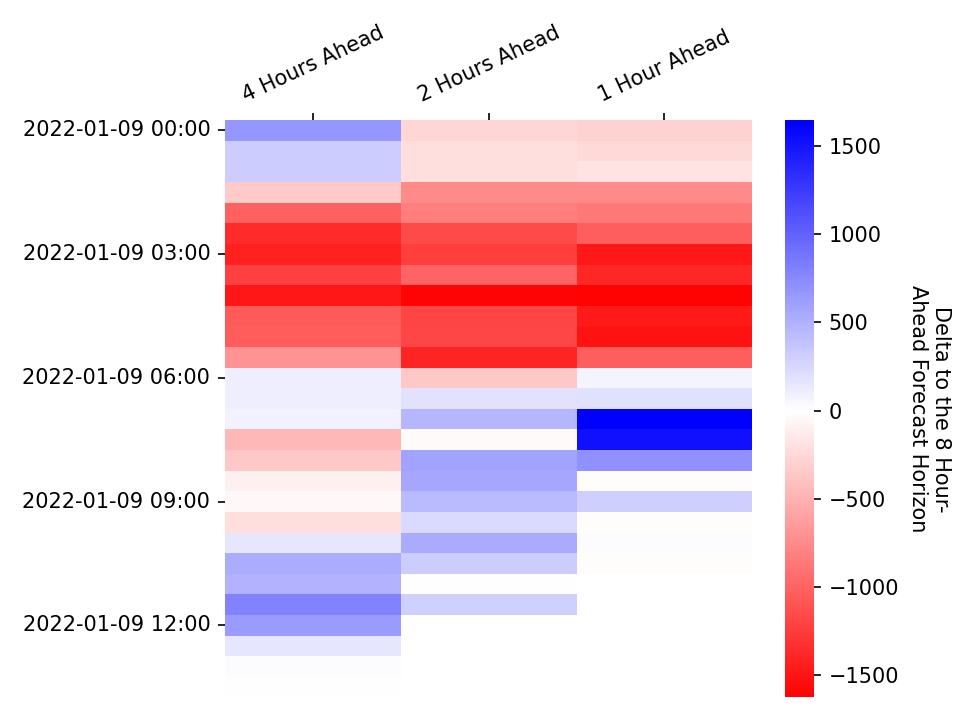 4 Hours Ahead
2 Hours Ahead
1 Hour Ahead
2022-01-09 00:00
2022-01-09 03:00
2022-01-09 06:00
2022-01-09 09:00
2022-01-09 12:00
1500
1000
500
0
−500
−1000
−1500
Delta to the 8 Hour-
Ahead Forecast Horizon